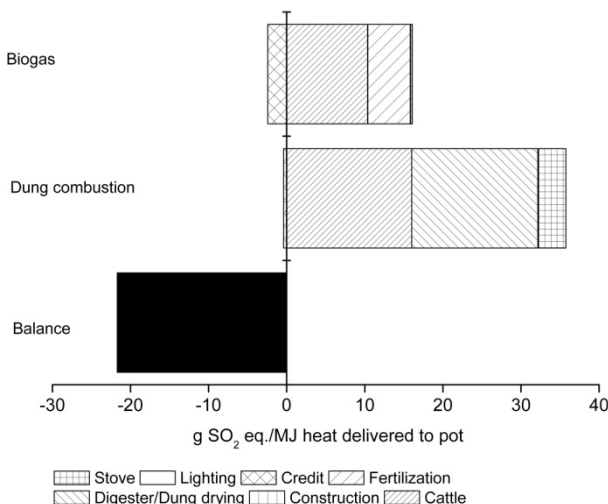 Biogas
Dung combustion
Balance
-30 -20 -10 0 10 20 30 40
g SO₂ eq./MJ heat delivered to pot
Stove Lighting Credit Fertilization
Digester/Dung drying Construction Cattle